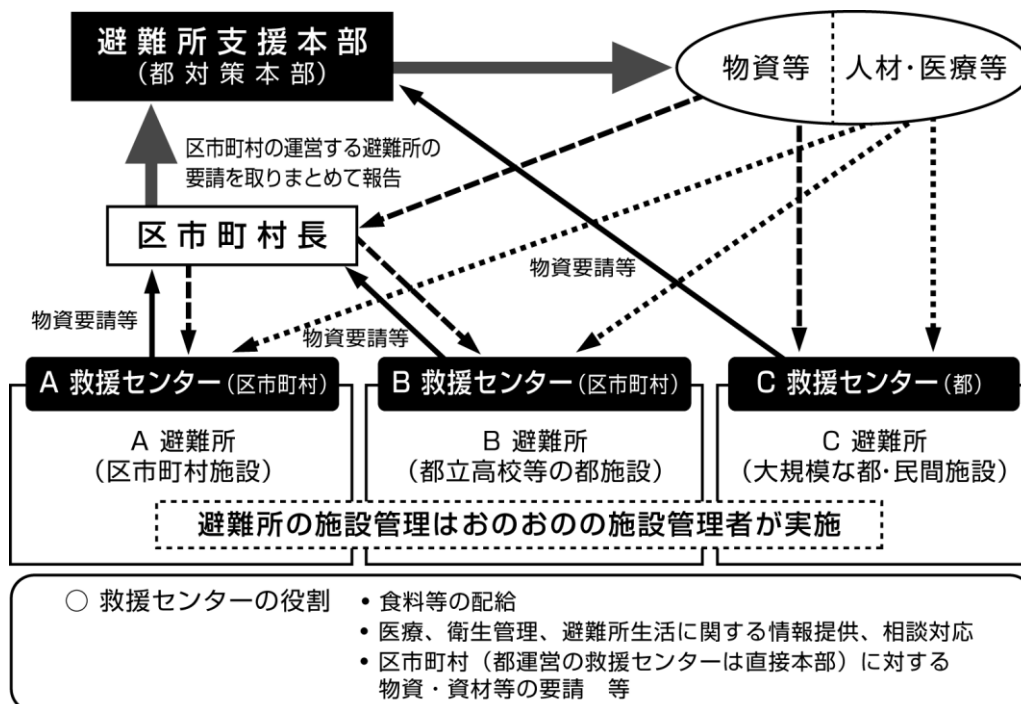 避難所支援本部
（都対策本部）
物資等
人材・医療等
区市町村の運営する避難所の
要請を取りまとめて報告
区市町村長
物資要請等
物資要請等
物資要請等
A 救援センター（区市町村）
B 救援センター（区市町村）
C 救援センター（都）
A 避難所
（区市町村施設）
B 避難所
（都立高校等の都施設）
C 避難所
（大規模な都・民間施設）
避難所の施設管理はおのおのの施設管理者が実施
○ 救援センターの役割
• 食料等の配給
• 医療、衛生管理、避難所生活に関する情報提供、相談対応
• 区市町村（都運営の救援センターは直接本部）に対する
物資・資材等の要請　等